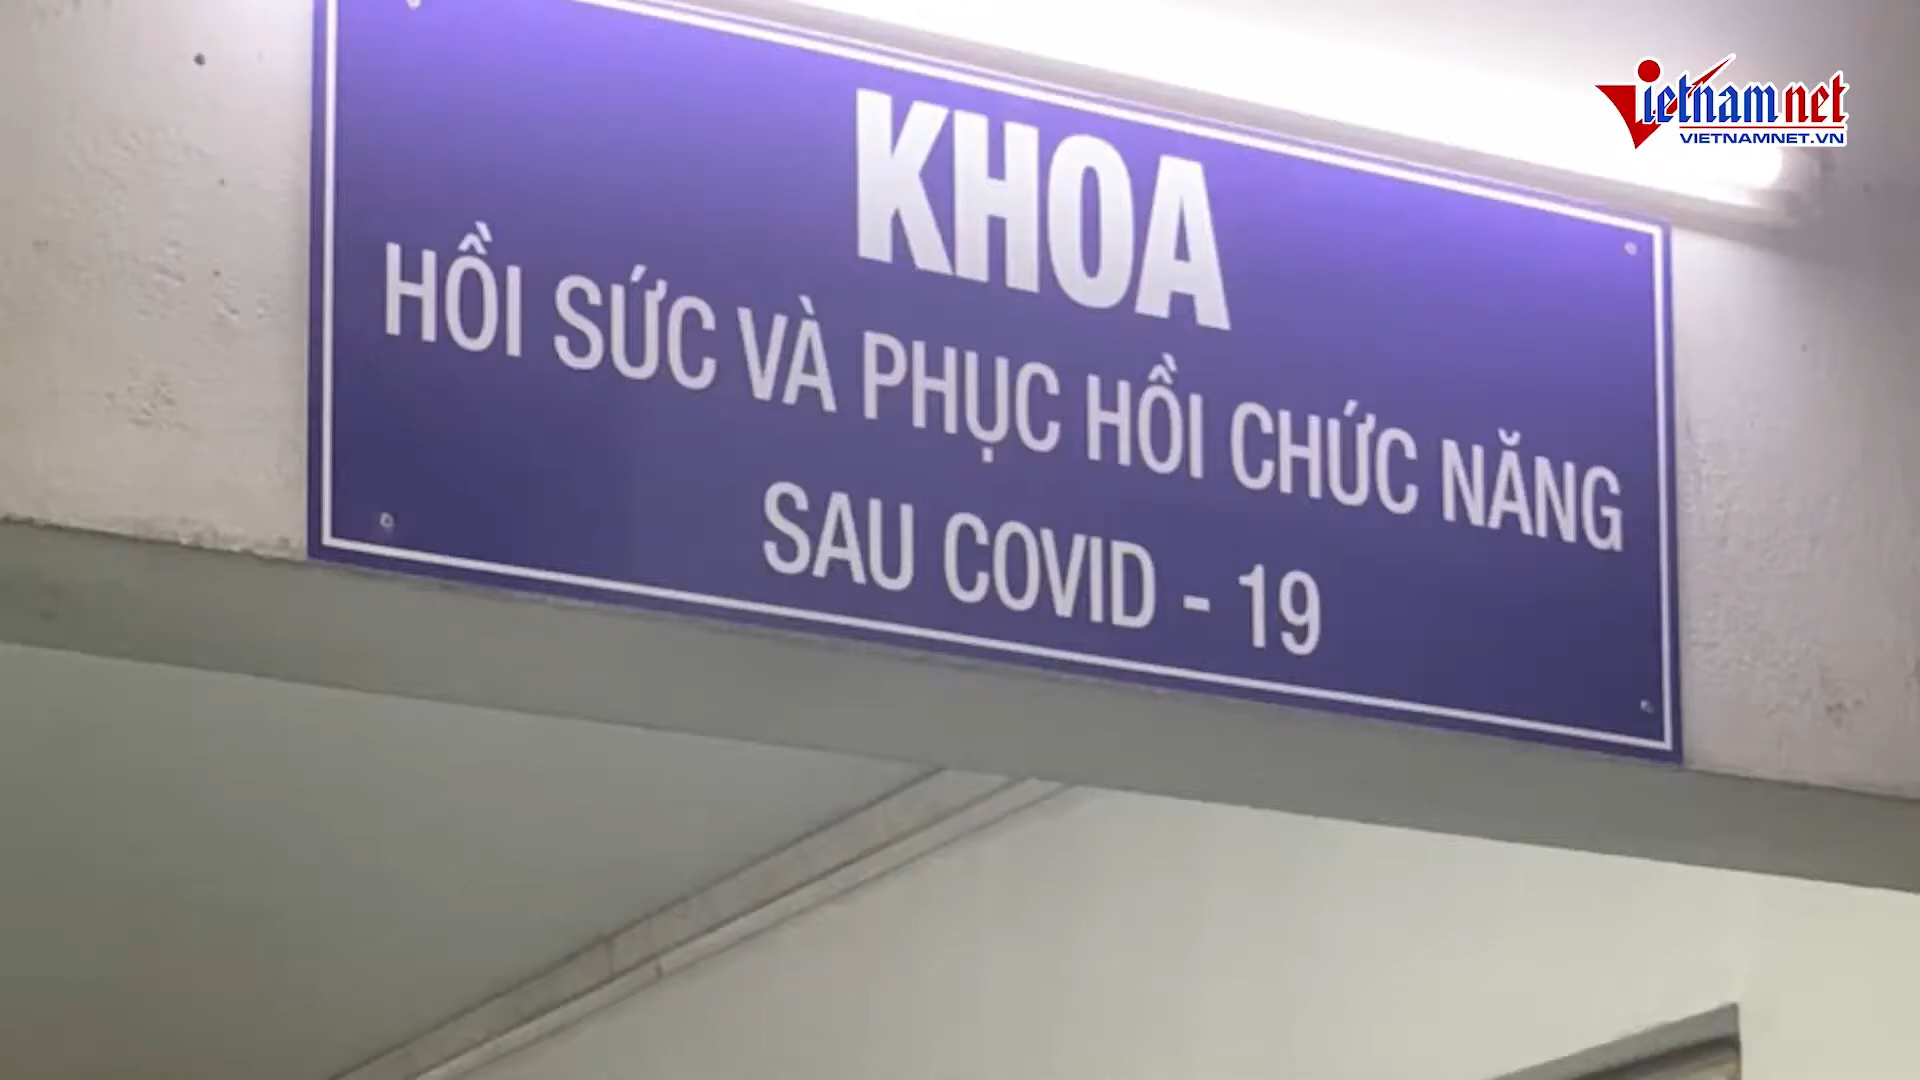 vietnamnet
VIETNAMNET.VN
KHOA
HỒI SỨC VÀ PHỤC HỒI CHỨC NĂNG
SAU COVID - 19